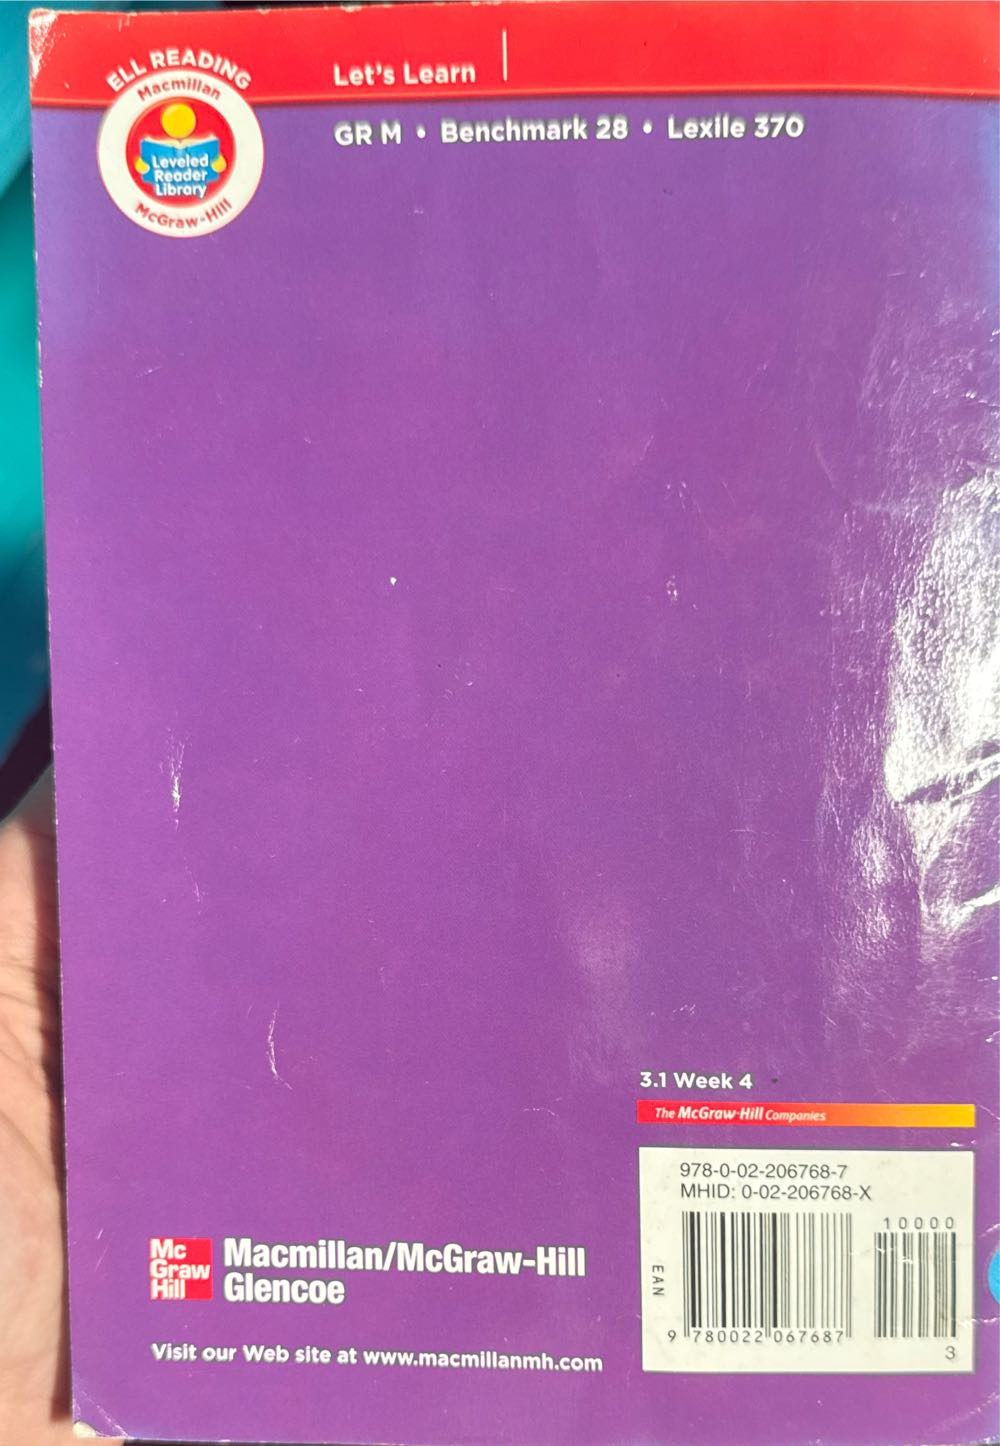 ELL READING
Macmillan
Leveled
Reader
Library
McGraw-Hill
Let's Learn
GR M • Benchmark 28 • Lexile 370
3.1 Week 4
The McGraw·Hill Companies
978-0-02-206768-7
MHID: 0-02-206768-X
10000
EAN
9 780022 067687
3
Mc
Graw
Hill
Macmillan/McGraw-Hill
Glencoe
Visit our Web site at www.macmillanmh.com